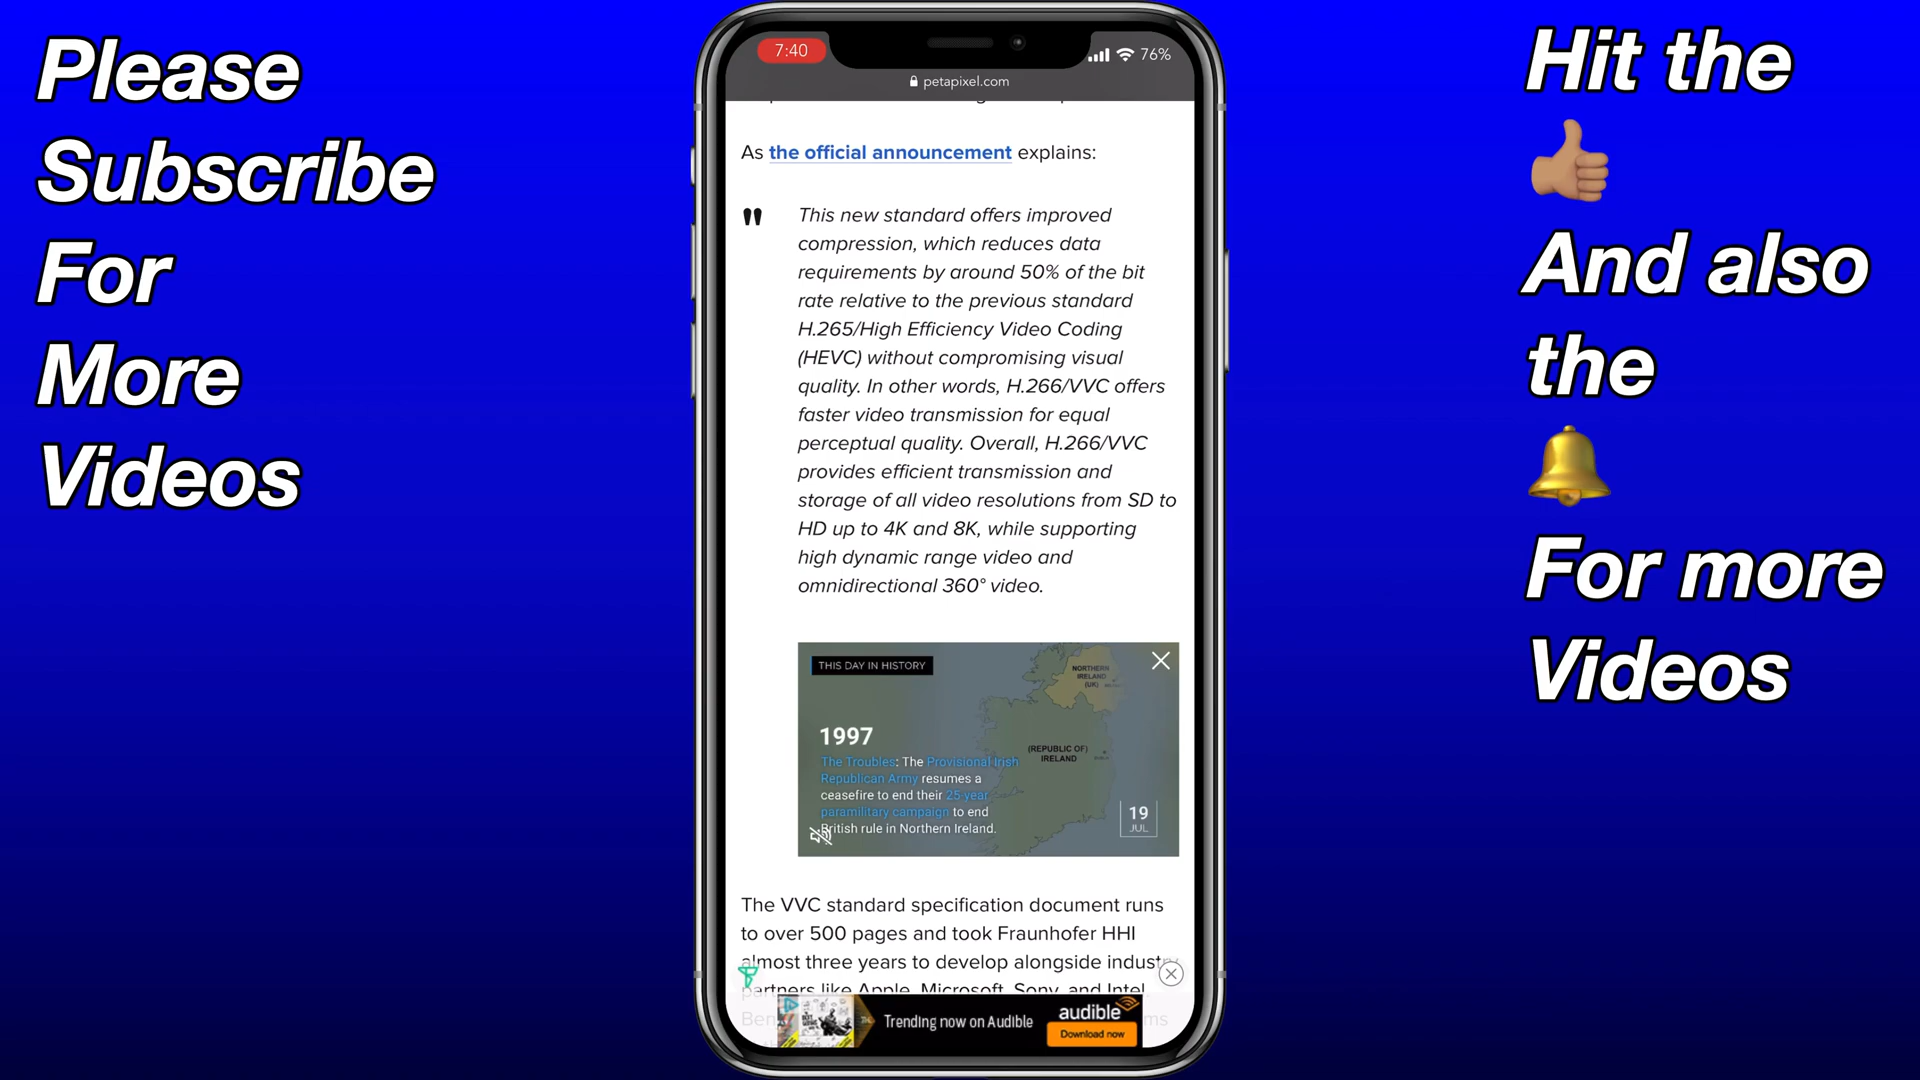 Please
Subscribe
For
More
Videos
7:40
76%
petapixel.com
As the official announcement explains:
" This new standard offers improved
compression, which reduces data
requirements by around 50% of the bit
rate relative to the previous standard
H.265/High Efficiency Video Coding
(HEVC) without compromising visual
quality. In other words, H.266/VVC offers
faster video transmission for equal
perceptual quality. Overall, H.266/VVC
provides efficient transmission and
storage of all video resolutions from SD to
HD up to 4K and 8K, while supporting
high dynamic range video and
omnidirectional 360° video.
THIS DAY IN HISTORY
NORTHERN
IRELAND
(UK)
1997
(REPUBLIC OF)
IRELAND
The Troubles: The Provisional Irish
Republican Army resumes a
ceasefire to end their 25 year
paramilitary campaign to end
British rule in Northern Ireland.
19
JUL
The VVC standard specification document runs
to over 500 pages and took Fraunhofer HHI
almost three years to develop alongside industry
partners like Apple, Microsoft, Sony, and Intel.
Trending now on Audible
audible
Download now
Hit the
And also
the
For more
Videos